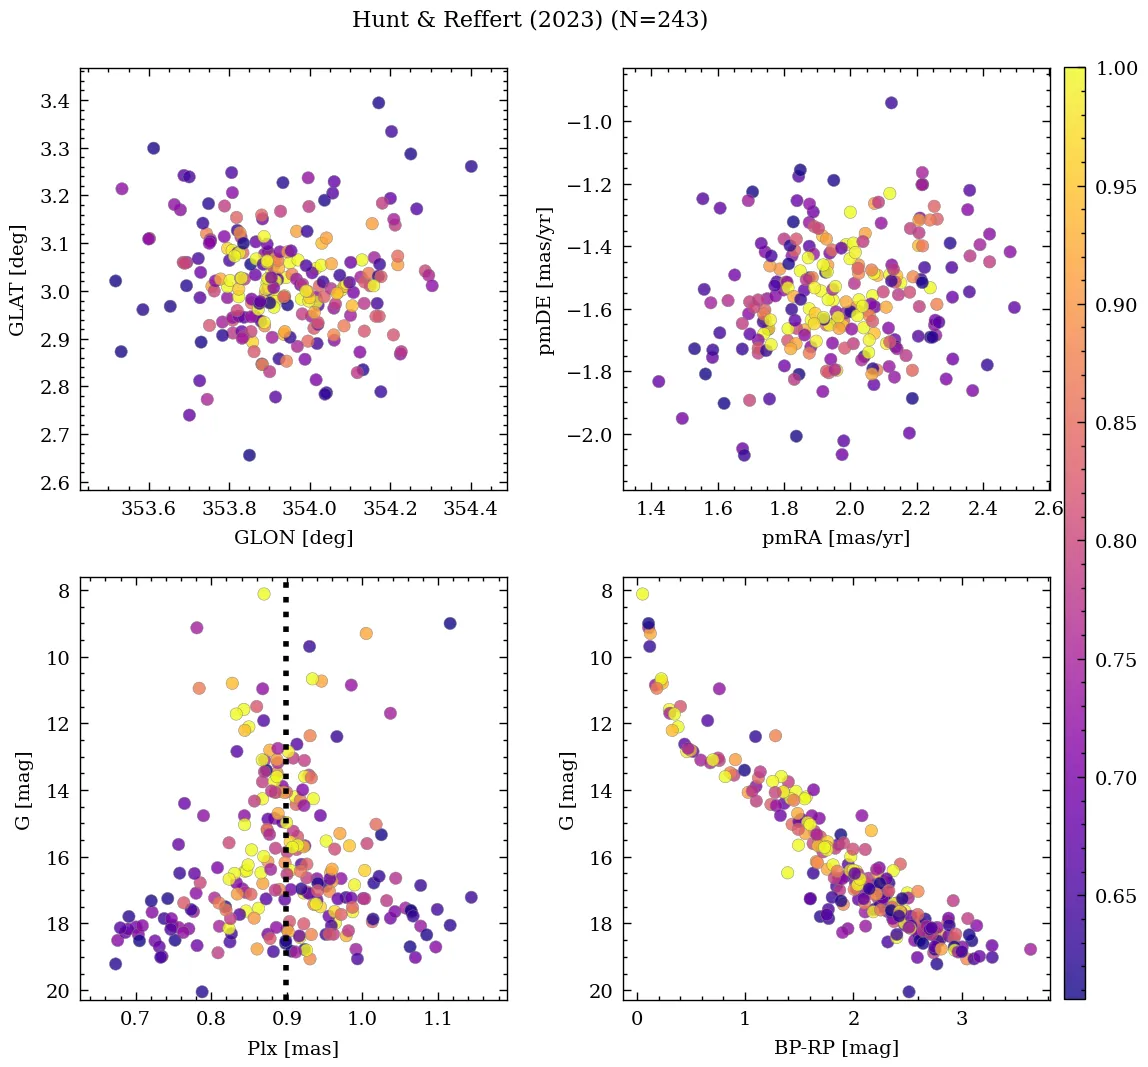 Hunt & Reffert (2023) (N=243)
3.4
3.3
3.2
3.1
3.0
2.9
2.8
2.7
2.6
GLAT [deg]
353.6 353.8 354.0 354.2 354.4
GLON [deg]
−1.0
−1.2
−1.4
−1.6
−1.8
−2.0
pmDE [mas/yr]
1.4 1.6 1.8 2.0 2.2 2.4 2.6
pmRA [mas/yr]
8
10
12
14
16
18
20
G [mag]
0.7 0.8 0.9 1.0 1.1
Plx [mas]
8
10
12
14
16
18
20
G [mag]
0 1 2 3
BP-RP [mag]
1.00
0.95
0.90
0.85
0.80
0.75
0.70
0.65